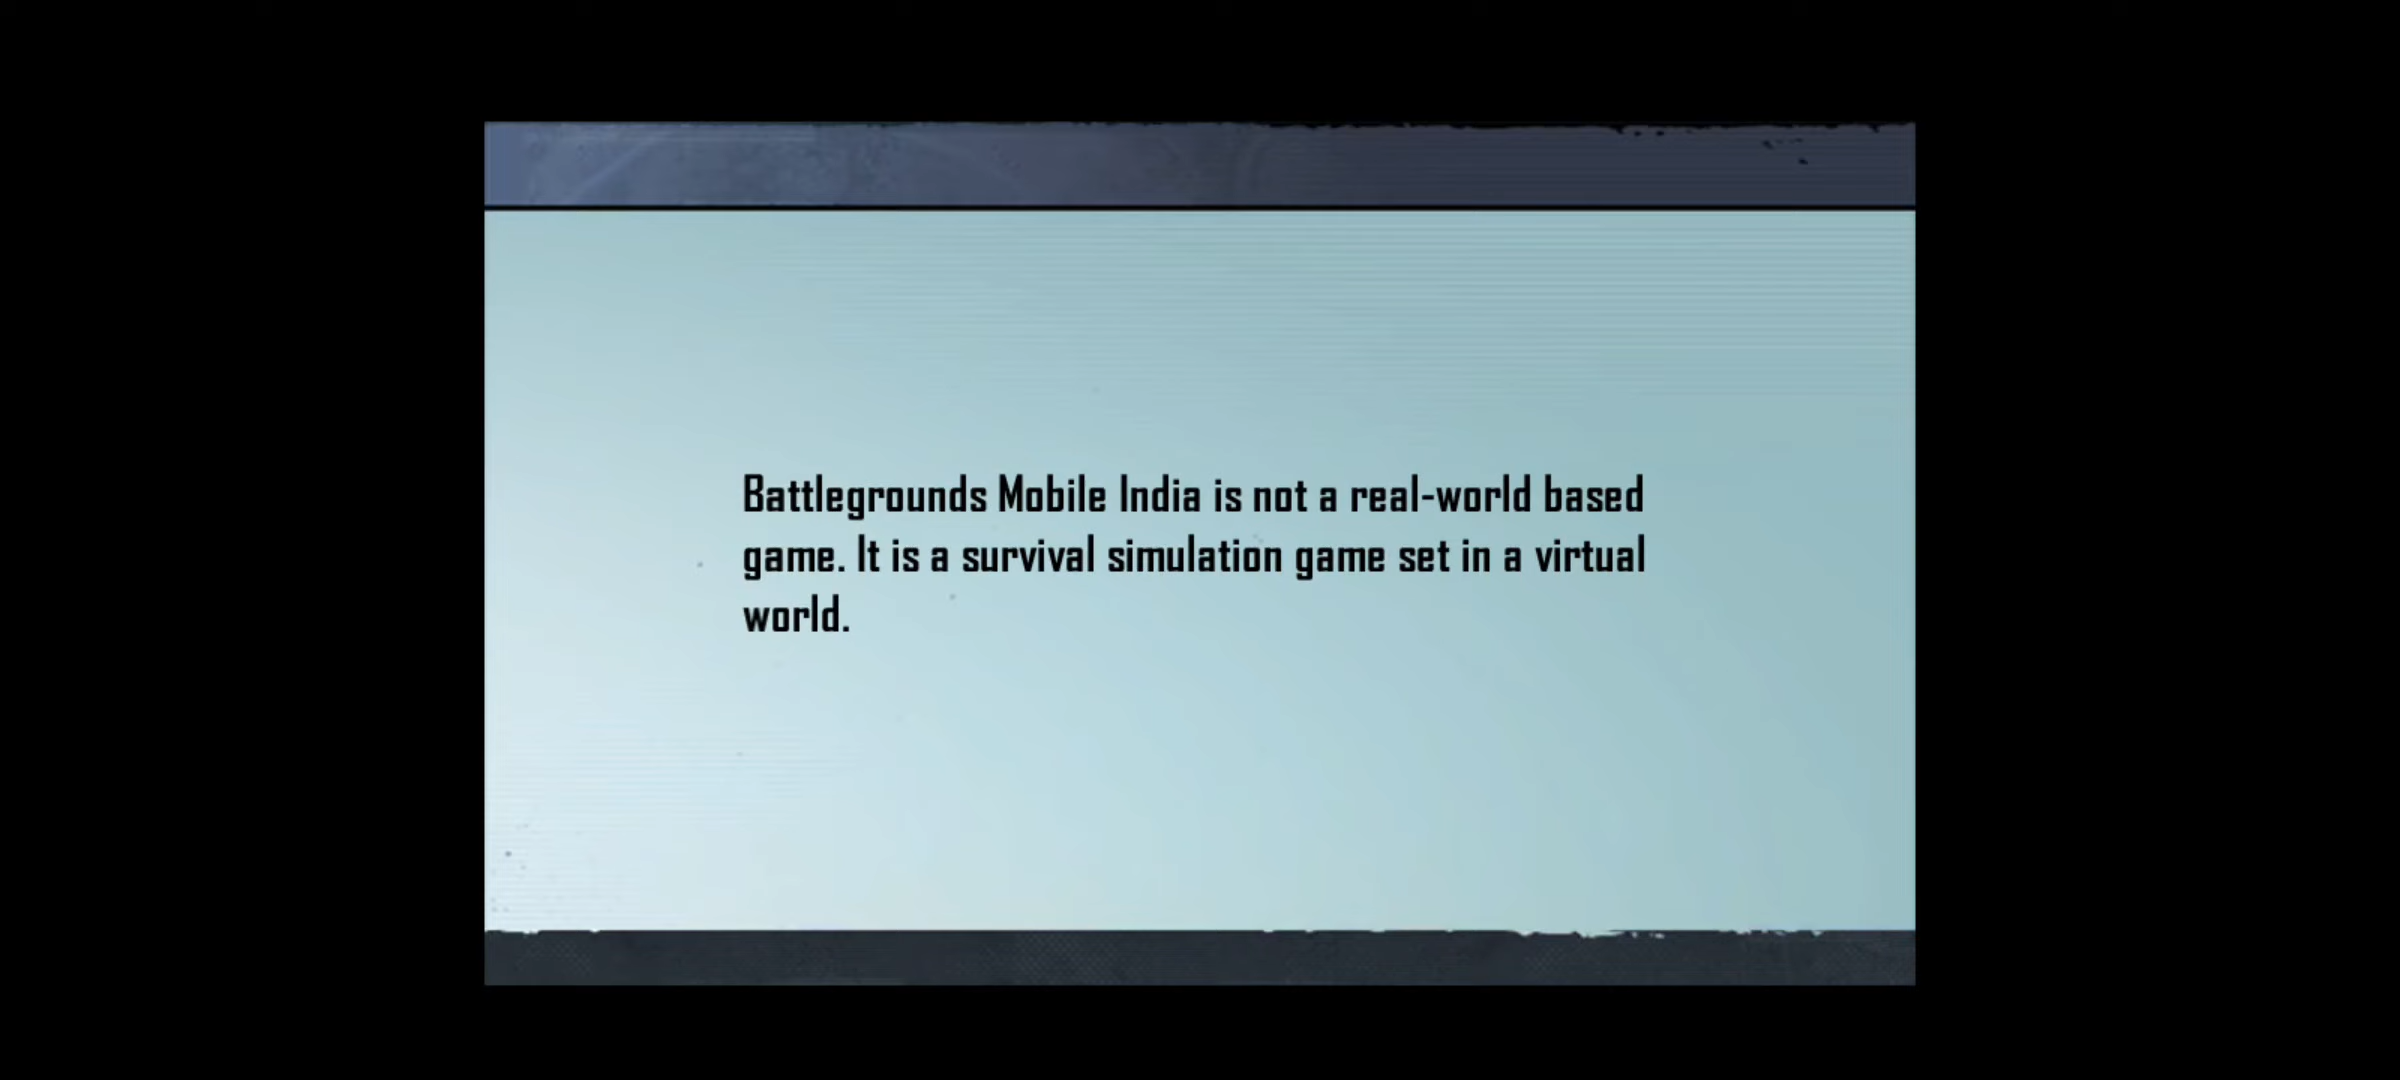 Battlegrounds Mobile India is not a real-world based
game. It is a survival simulation game set in a virtual
world.